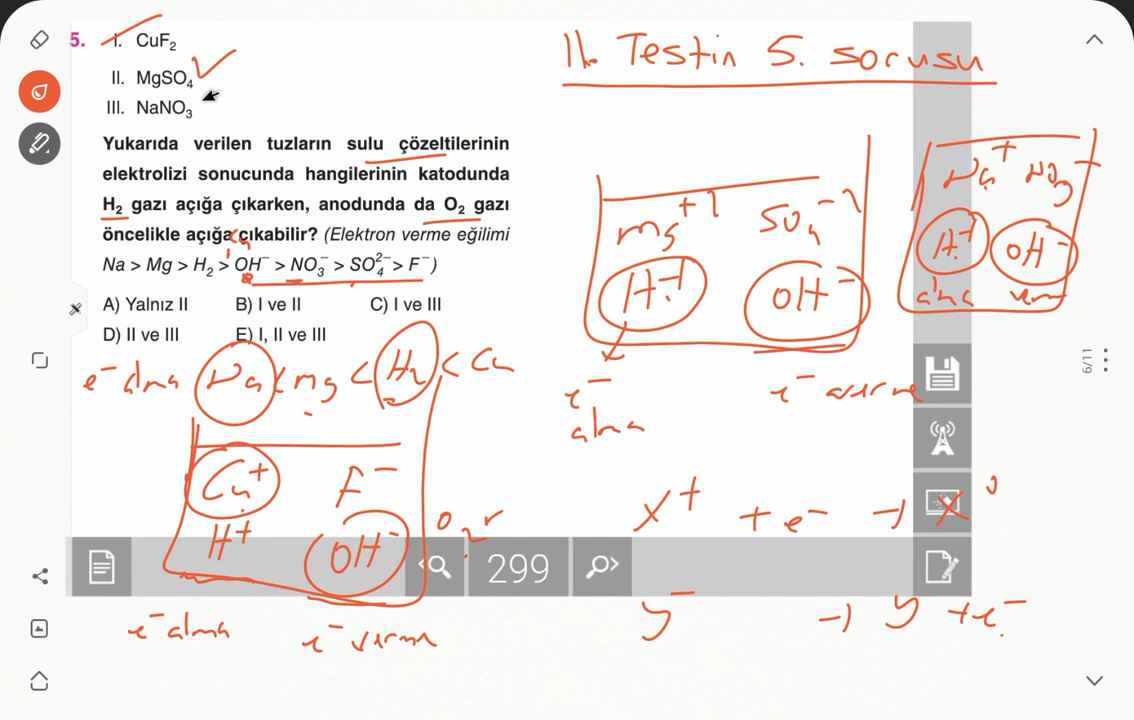 5. I. CuF₂
II. MgSO₄
III. NaNO₃
Yukarıda verilen tuzların sulu çözeltilerinin
elektrolizi sonucunda hangilerinin katodunda
H₂ gazı açığa çıkarken, anodunda da O₂ gazı
öncelikle açığa çıkabilir? (Elektron verme eğilimi
Cu
Na > Mg > H₂ > OH⁻ > NO₃⁻ > SO₄²⁻ > F⁻)
A) Yalnız II B) I ve II C) I ve III
D) II ve III E) I, II ve III
11. Testin 5. sorusu
mg SO₄
H⁺ OH⁻
e⁻ alma
e⁻ verme
Na⁺ NO₃
H⁺ OH⁻
alma verm
e⁻ alma Na < mg < H₂ < Cu
Cu⁺ F⁻
H⁺ OH⁻
O₂
e⁻ alma e⁻ verme
x⁺ + e⁻ → x⁰
y⁻ → y + e⁻
299
6/11